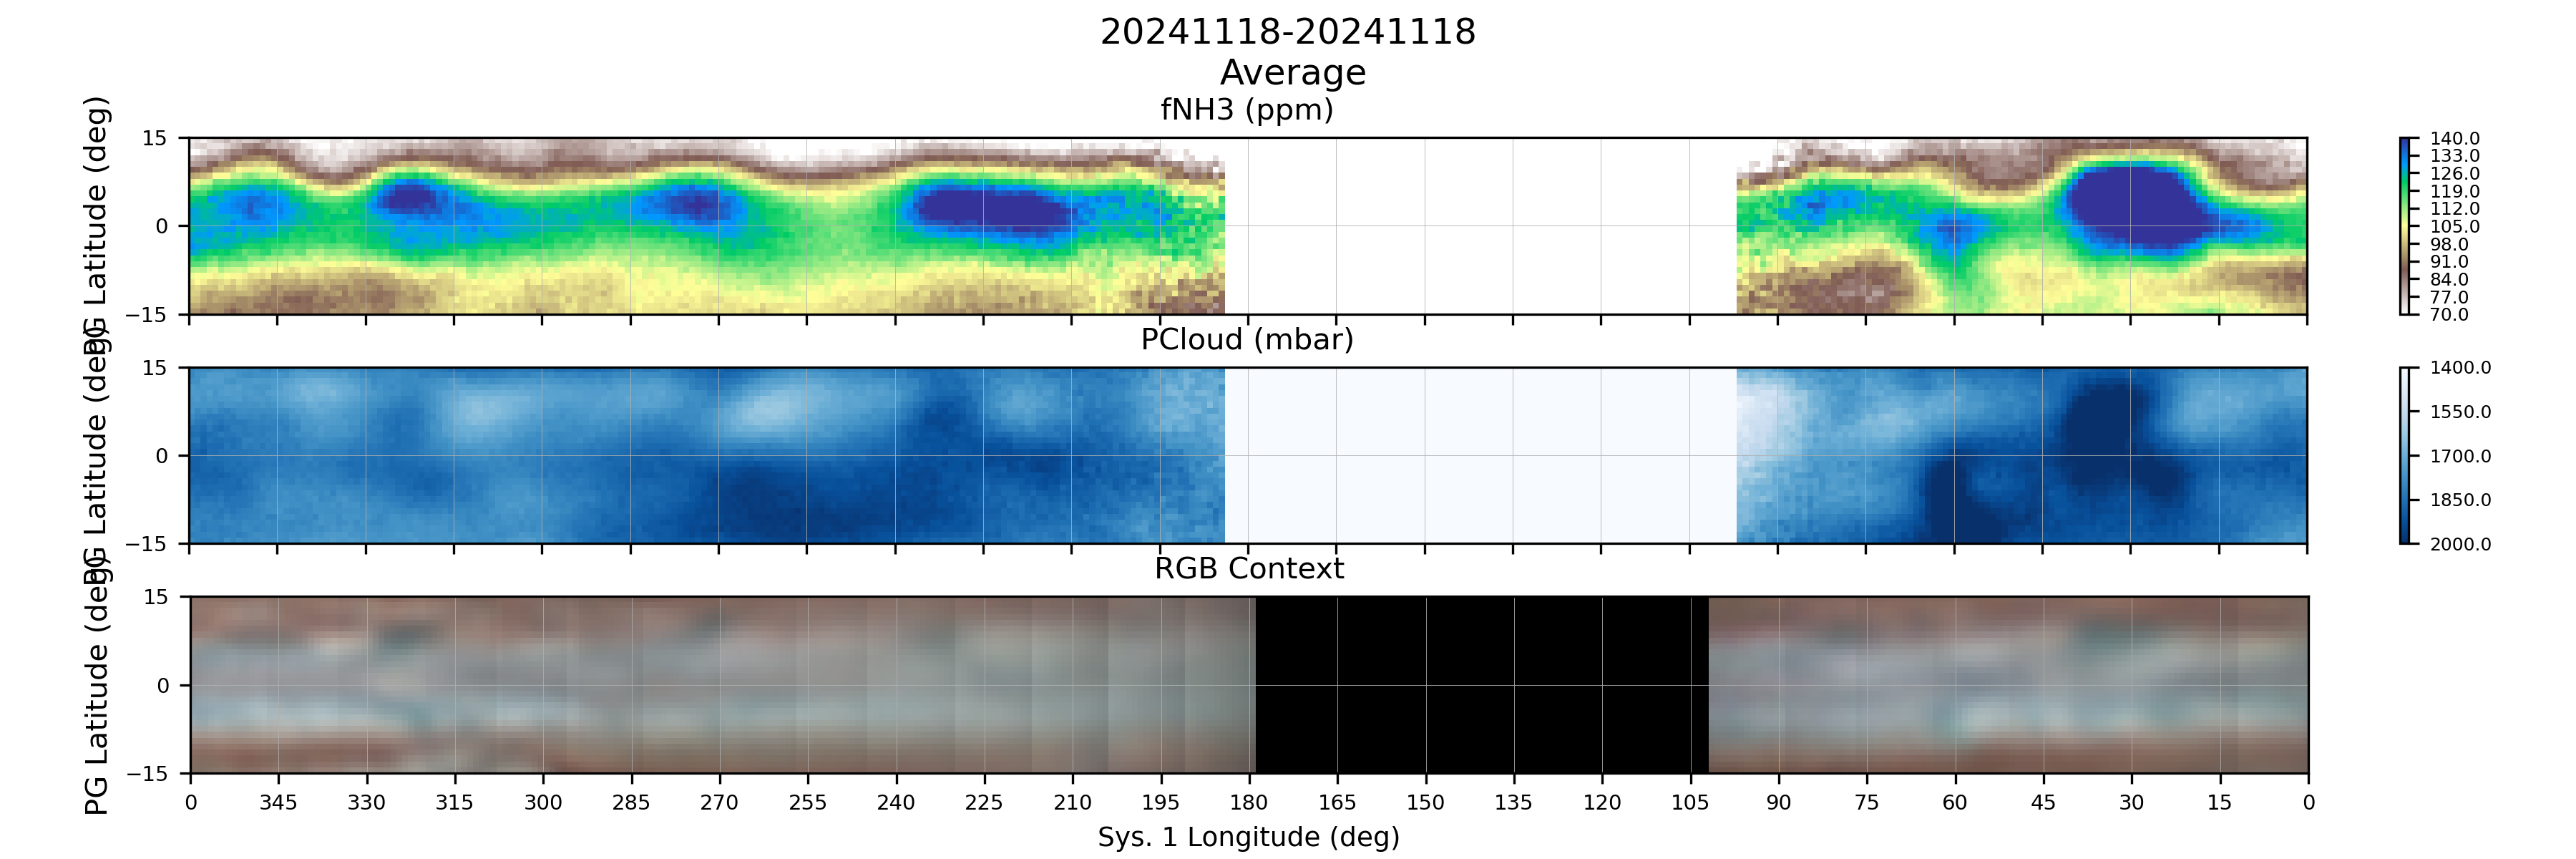 20241118-20241118
Average
fNH3 (ppm)
PG Latitude (deg)
15
0
−15
140.0
133.0
126.0
119.0
112.0
105.0
98.0
91.0
84.0
77.0
70.0
PCloud (mbar)
PG Latitude (deg)
15
0
−15
1400.0
1550.0
1700.0
1850.0
2000.0
RGB Context
PG Latitude (deg)
15
0
−15
0 345 330 315 300 285 270 255 240 225 210 195 180 165 150 135 120 105 90 75 60 45 30 15 0
Sys. 1 Longitude (deg)